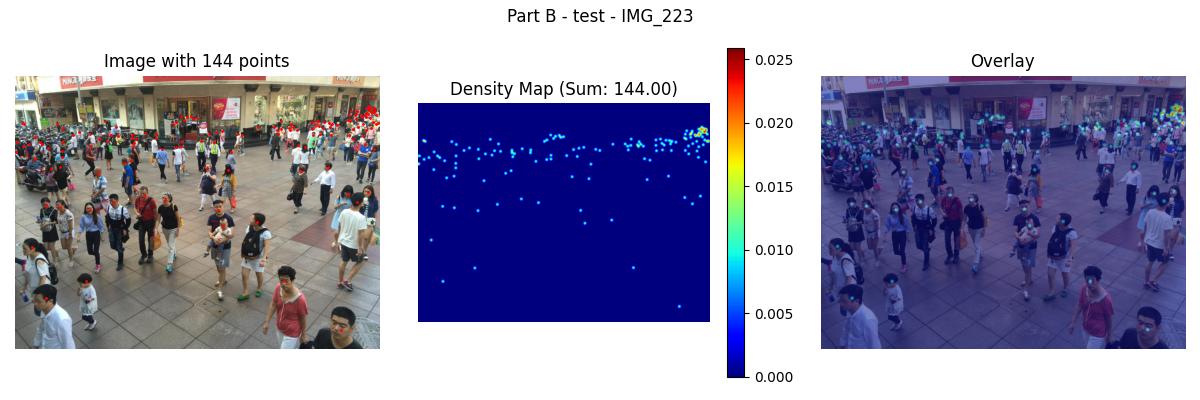 Part B - test - IMG_223
Image with 144 points
Density Map (Sum: 144.00)
0.025
0.020
0.015
0.010
0.005
0.000
Overlay